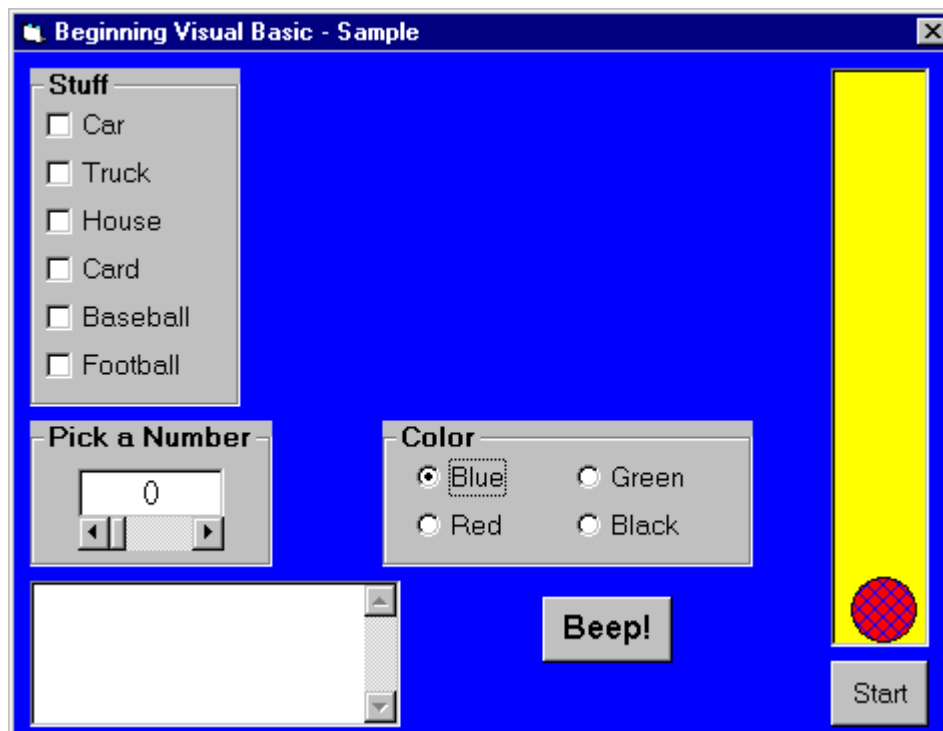 Beginning Visual Basic - Sample
Stuff
Car
Truck
House
Card
Baseball
Football
Pick a Number
0
Color
Blue
Green
Red
Black
Beep!
Start